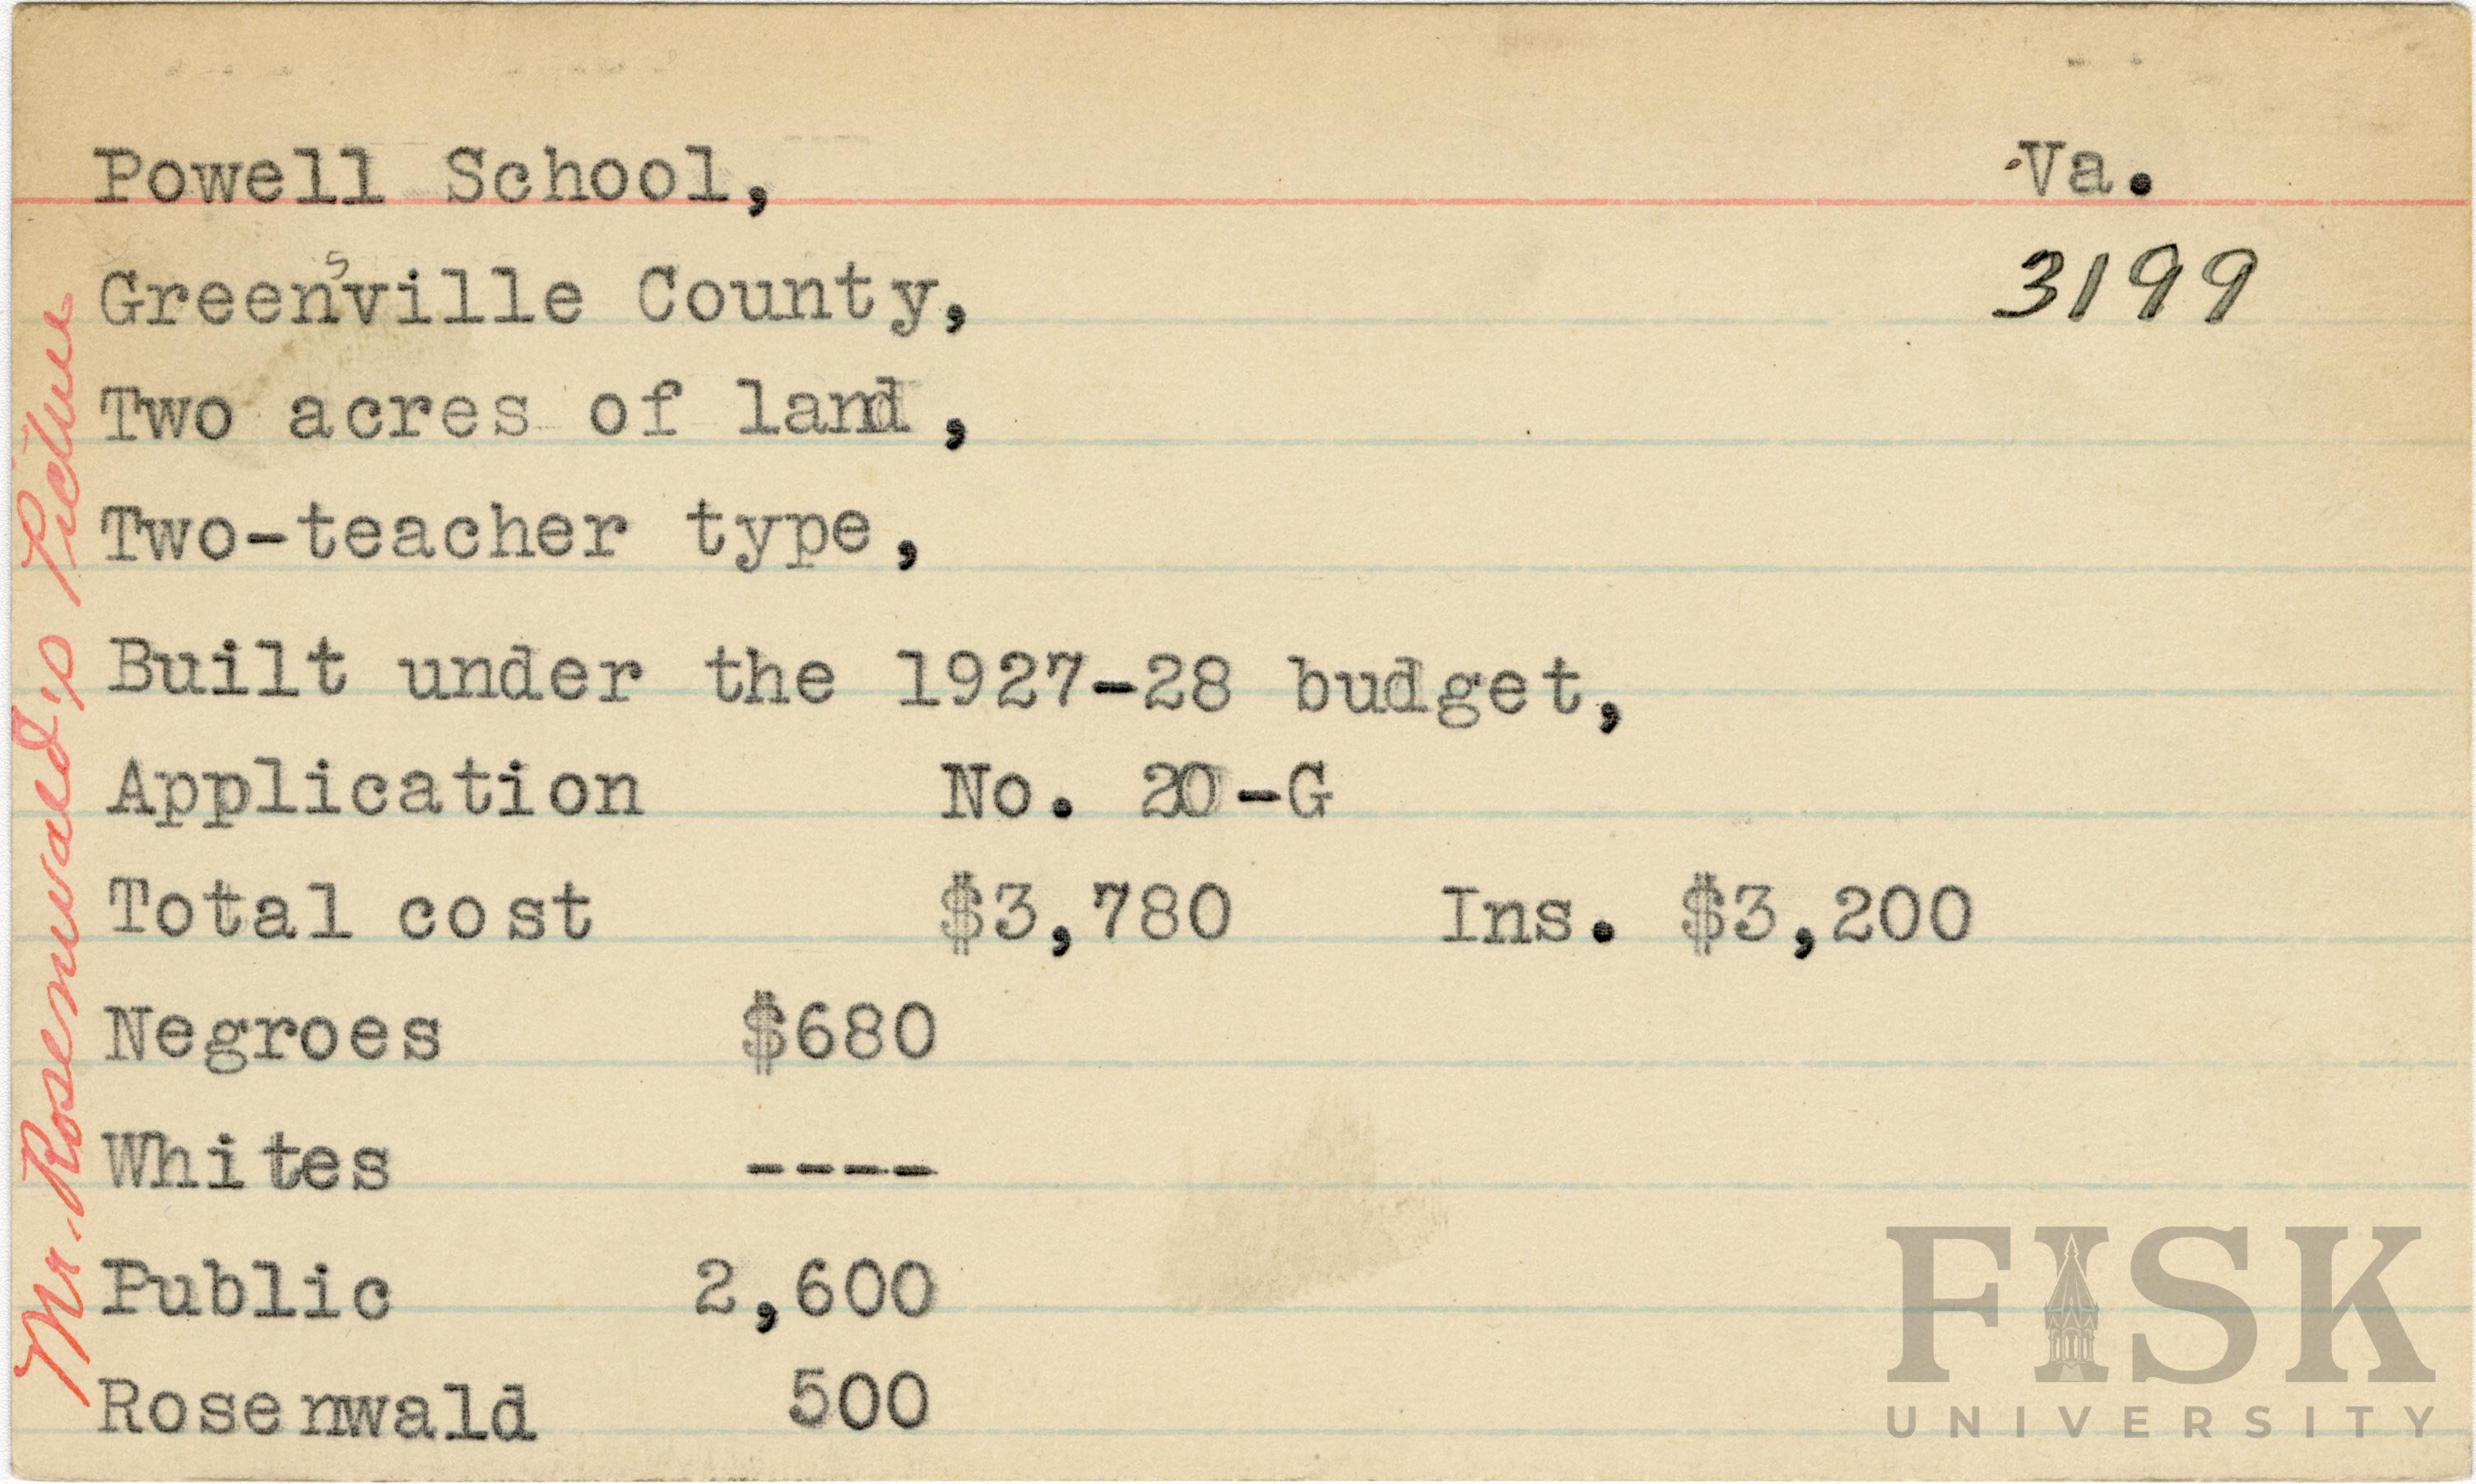 Powell School, Va.
Greensville County, 3199
Two acres of land,
Two-teacher type,
Built under the 1927-28 budget,
Application No. 20-G
Total cost $3,780 Ins. $3,200
Negroes $680
Whites ----
Public 2,600
Rosenwald 500
Mr. Rosenwald's Picture
FISK
UNIVERSITY